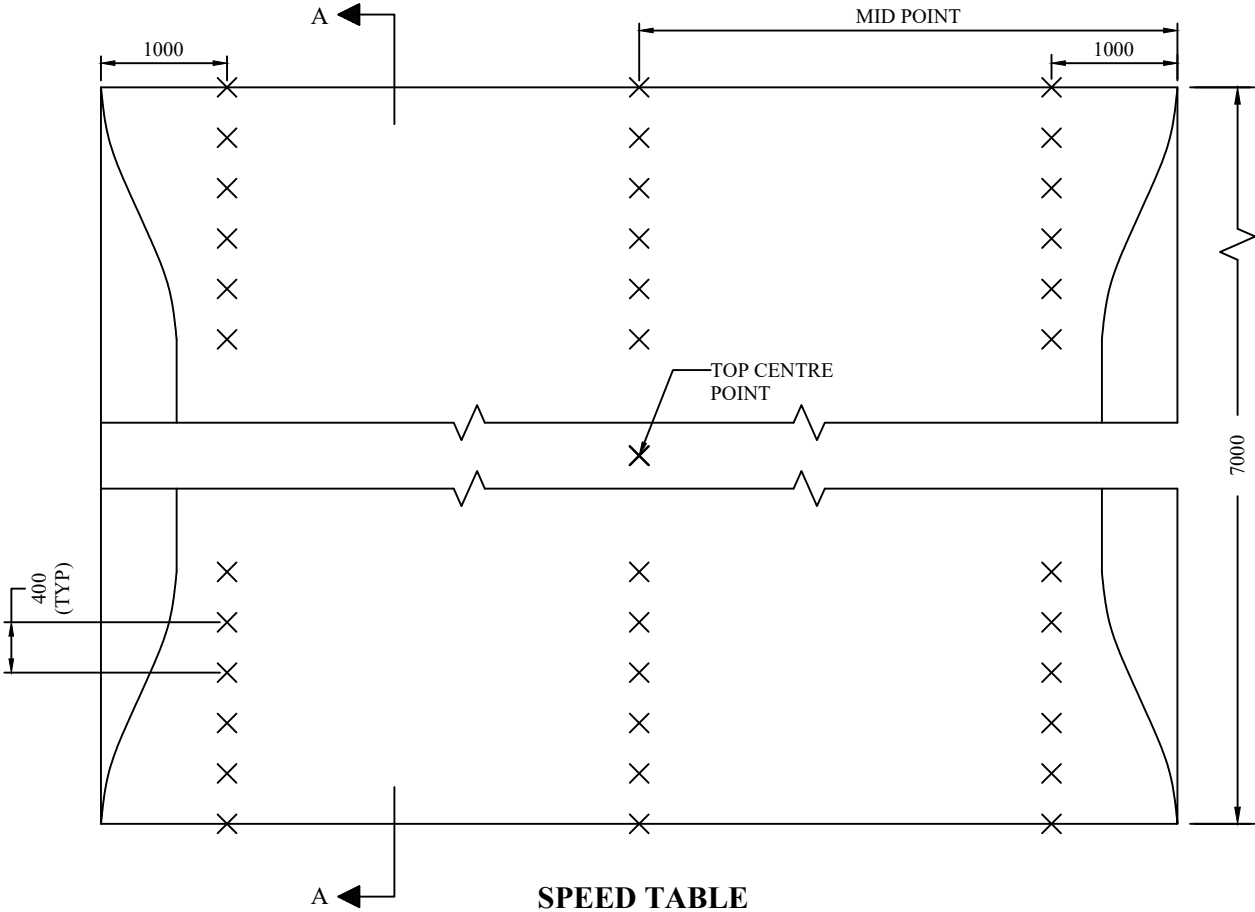 A
MID POINT
1000
1000
TOP CENTRE
POINT
7000
400
(TYP)
A
SPEED TABLE